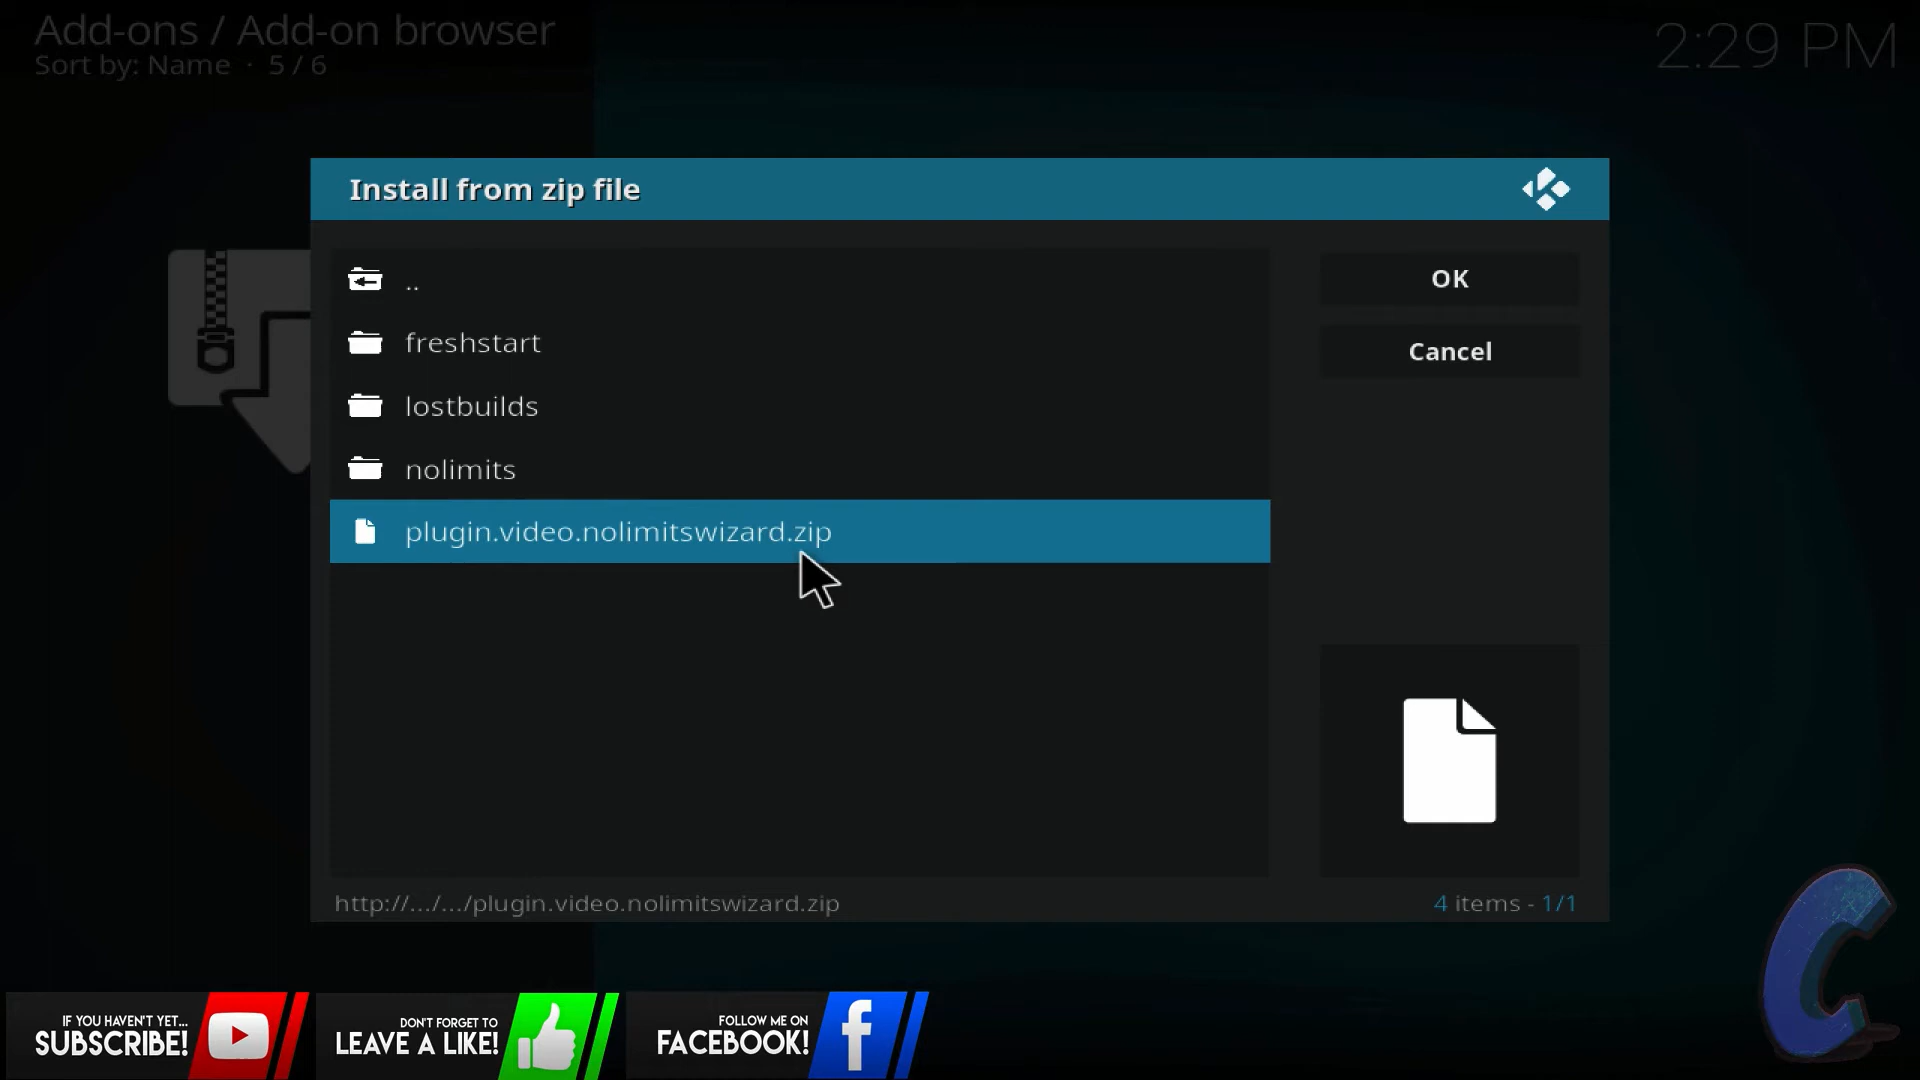 Add-ons / Add-on browser
Sort by: Name · 5 / 6
2:29 PM
Install from zip file
..
freshstart
lostbuilds
nolimits
plugin.video.nolimitswizard.zip
OK
Cancel
http://.../.../plugin.video.nolimitswizard.zip
4 items - 1/1
IF YOU HAVEN'T YET...
SUBSCRIBE!
DON'T FORGET TO
LEAVE A LIKE!
FOLLOW ME ON
FACEBOOK!
f
C